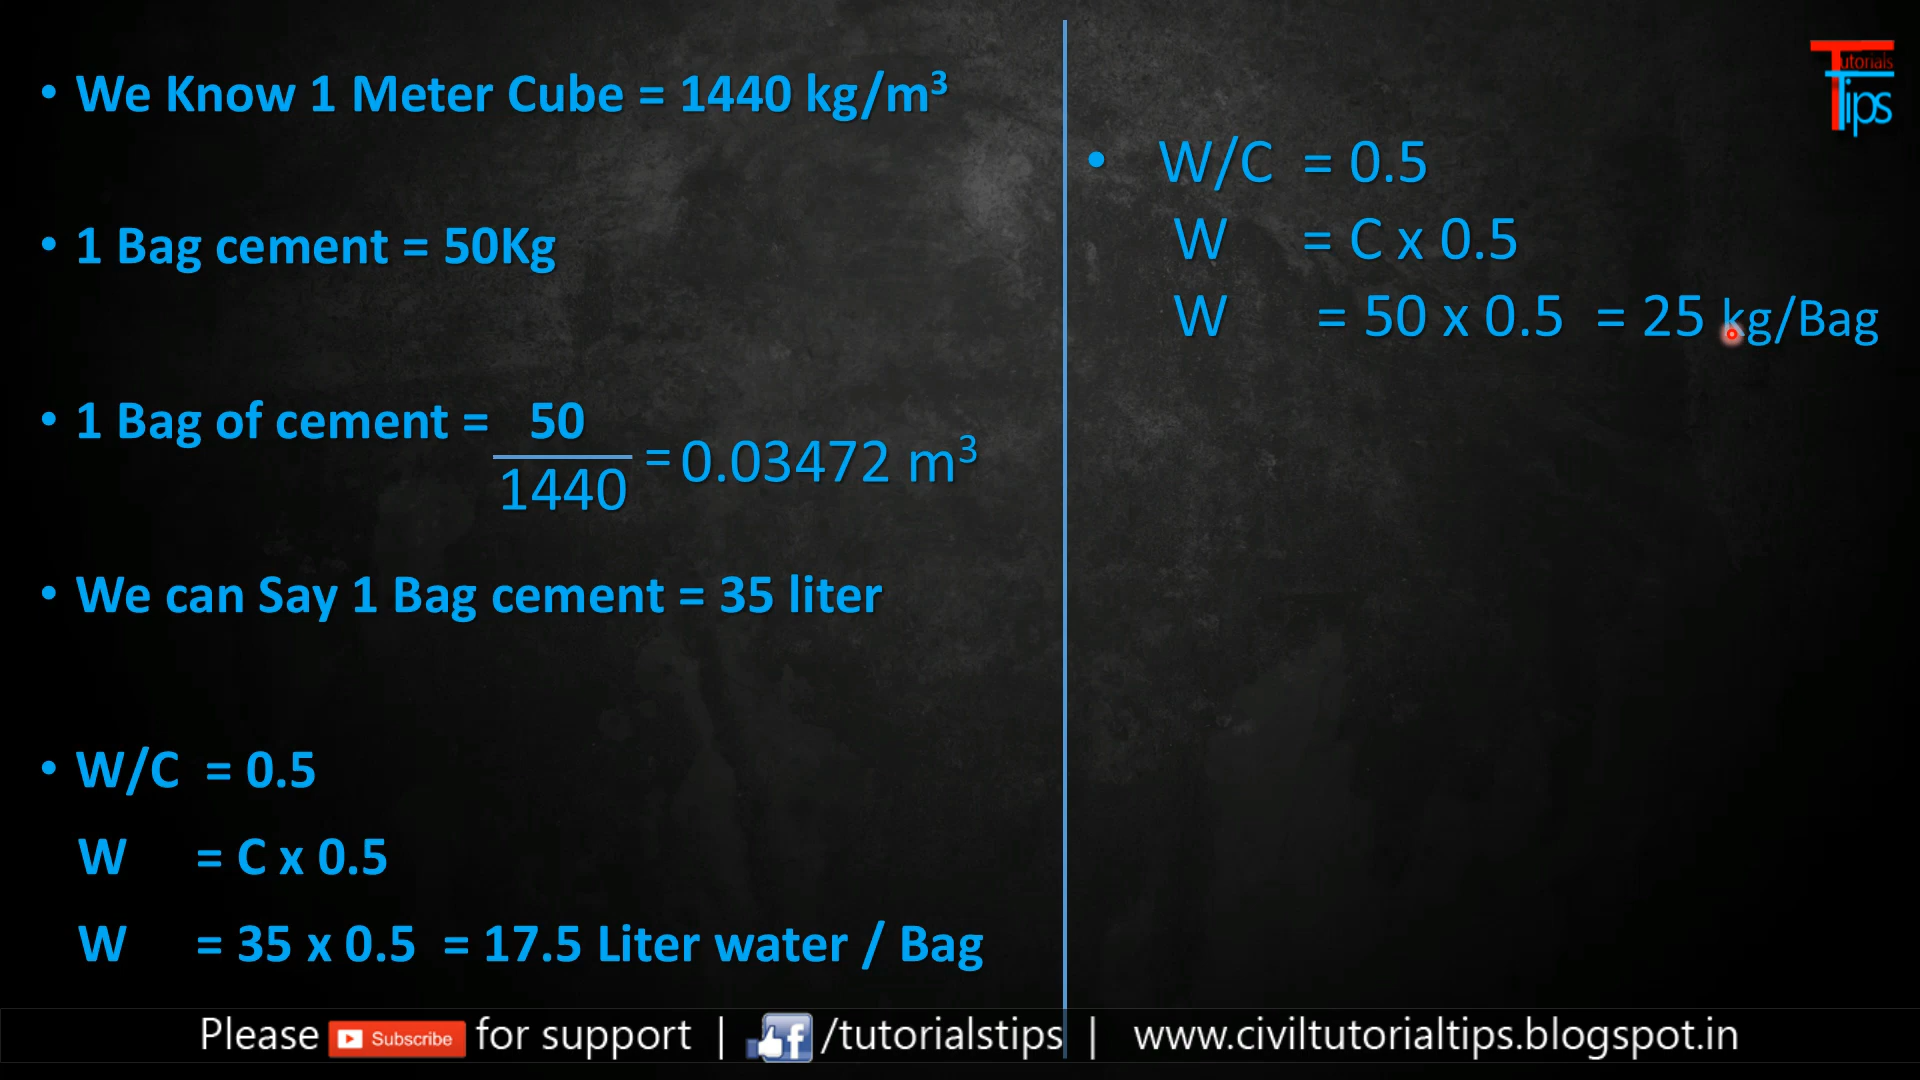 • We Know 1 Meter Cube = 1440 kg/m³
• 1 Bag cement = 50Kg
• 1 Bag of cement = 50
1440
= 0.03472 m³
• We can Say 1 Bag cement = 35 liter
• W/C = 0.5
W = C x 0.5
W = 35 x 0.5 = 17.5 Liter water / Bag
• W/C = 0.5
W = C x 0.5
W = 50 x 0.5 = 25 kg/Bag
Tutorials
Tips
Please Subscribe for support | f /tutorialstips | www.civiltutorialtips.blogspot.in